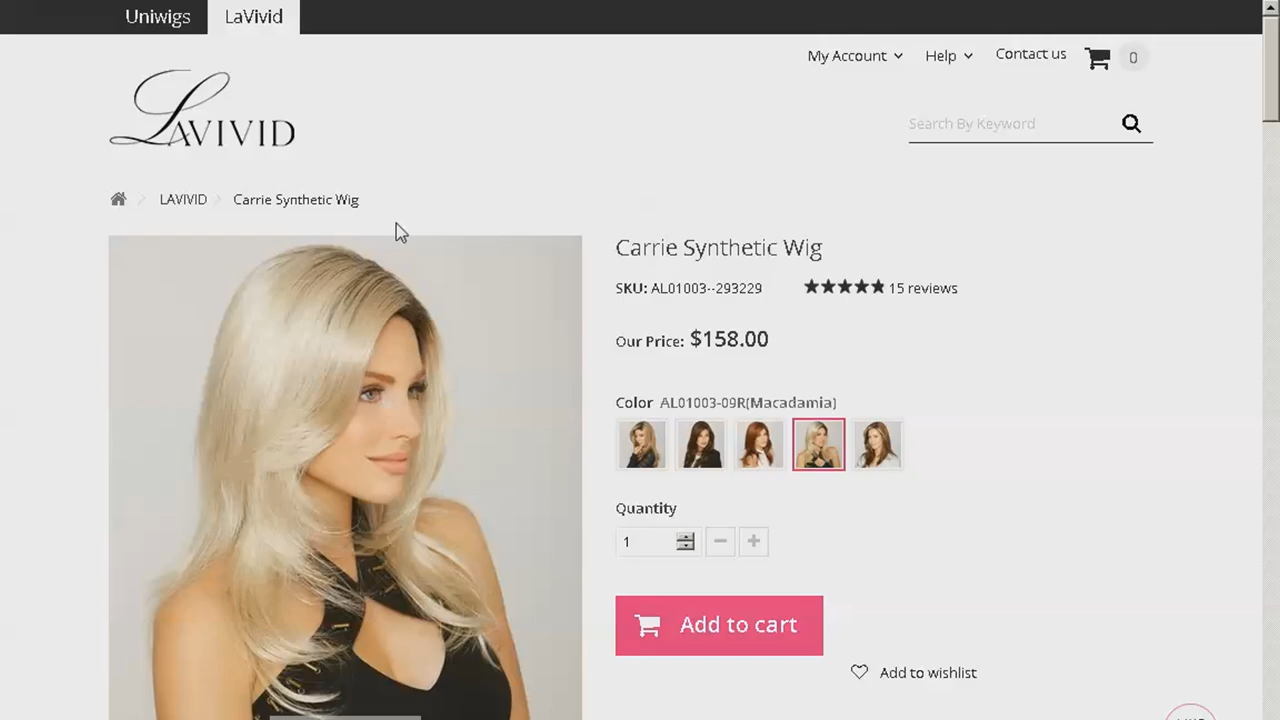 Uniwigs
LaVivid
My Account
Help
Contact us
0
LAVIVID
Search By Keyword
LAVIVID
Carrie Synthetic Wig
Carrie Synthetic Wig
SKU: AL01003--293229
15 reviews
Our Price: $158.00
Color AL01003-09R(Macadamia)
Quantity
1
Add to cart
Add to wishlist